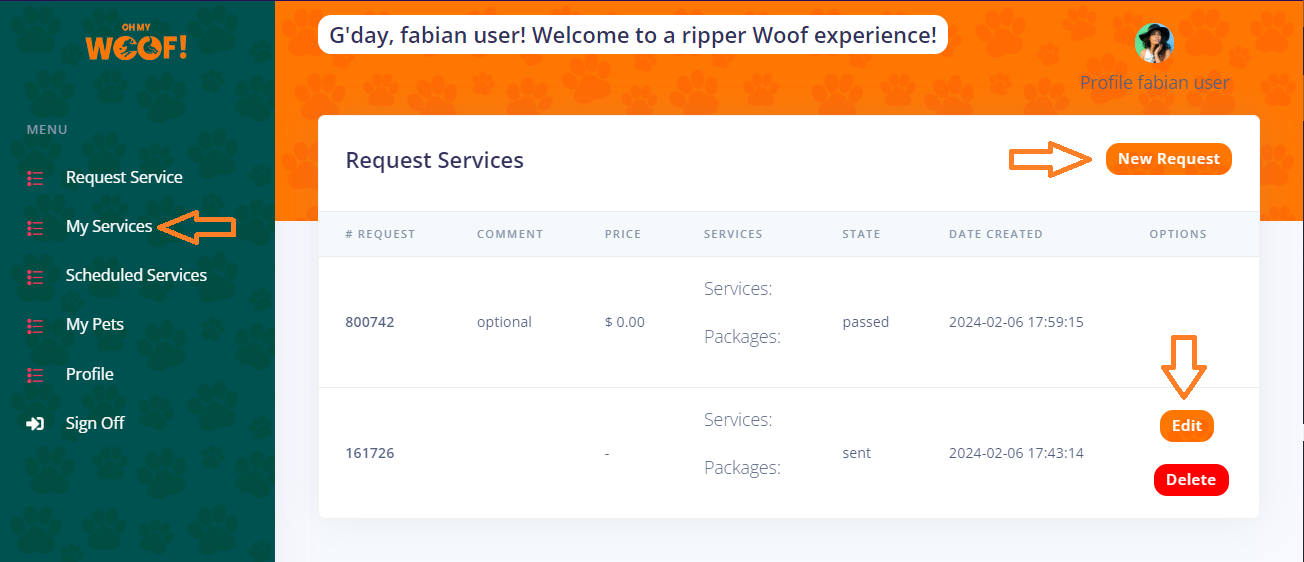 OH MY
WOOF!
G'day, fabian user! Welcome to a ripper Woof experience!
Profile fabian user
MENU
Request Service
My Services
Scheduled Services
My Pets
Profile
Sign Off
Request Services
New Request
# REQUEST COMMENT PRICE SERVICES STATE DATE CREATED OPTIONS
Services:
800742 optional $ 0.00 passed 2024-02-06 17:59:15
Packages:
Services:
Edit
161726 - sent 2024-02-06 17:43:14
Packages:
Delete